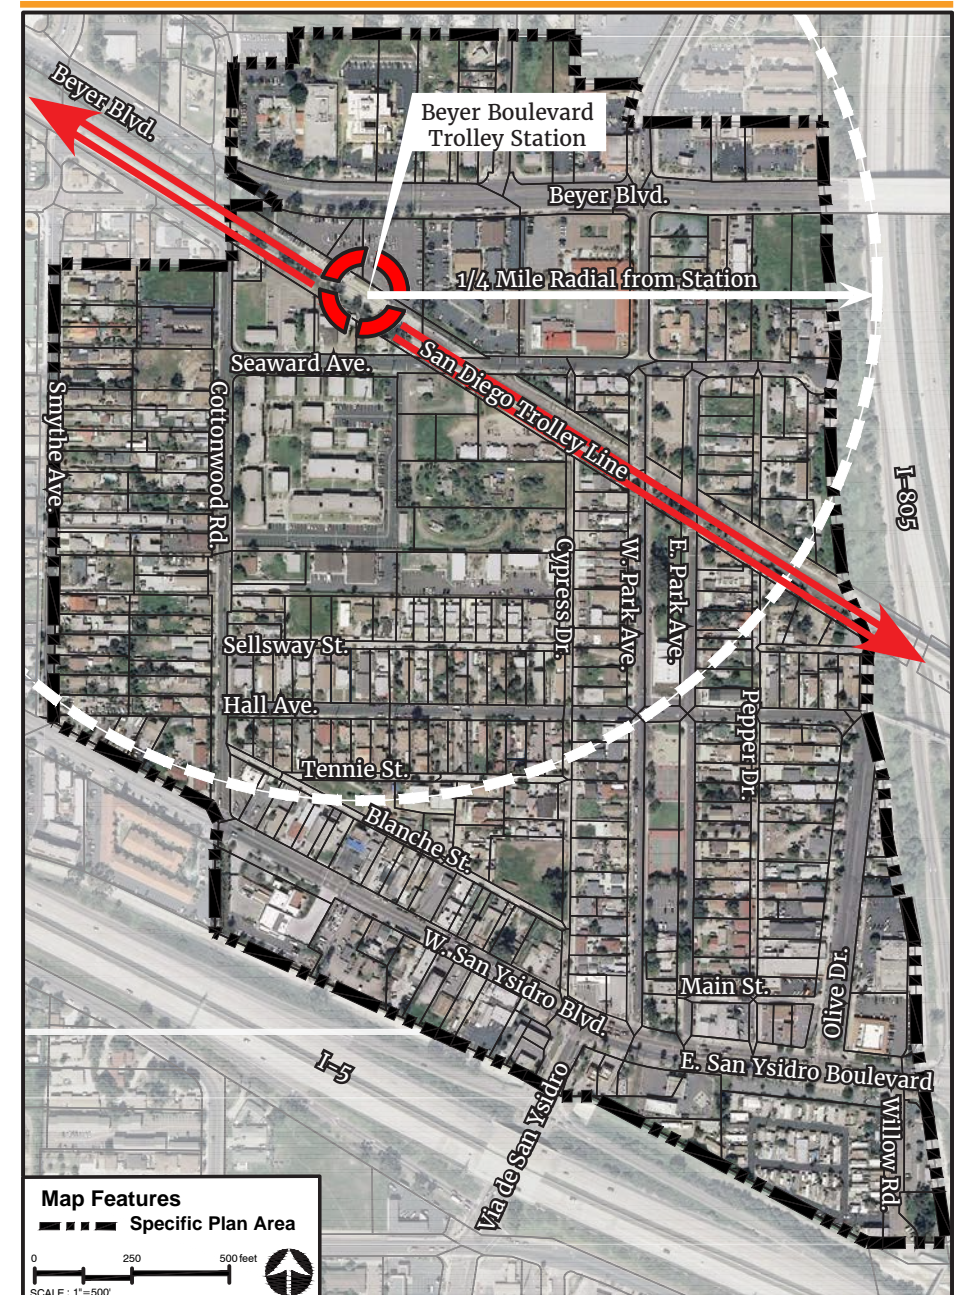 Beyer Blvd.
Beyer Boulevard
Trolley Station
Beyer Blvd.
1/4 Mile Radial from Station
Seaward Ave.
San Diego Trolley Line
Smythe Ave.
Cottonwood Rd.
I-805
Cypress Dr.
W. Park Ave.
E. Park Ave.
Sellsway St.
Hall Ave.
Pepper Dr.
Tennie St.
Blanche St.
W. San Ysidro Blvd.
Main St.
Olive Dr.
I-5
E. San Ysidro Boulevard
Via de San Ysidro
Willow Rd.
Map Features
Specific Plan Area
0 250 500 feet
SCALE : 1"=500'